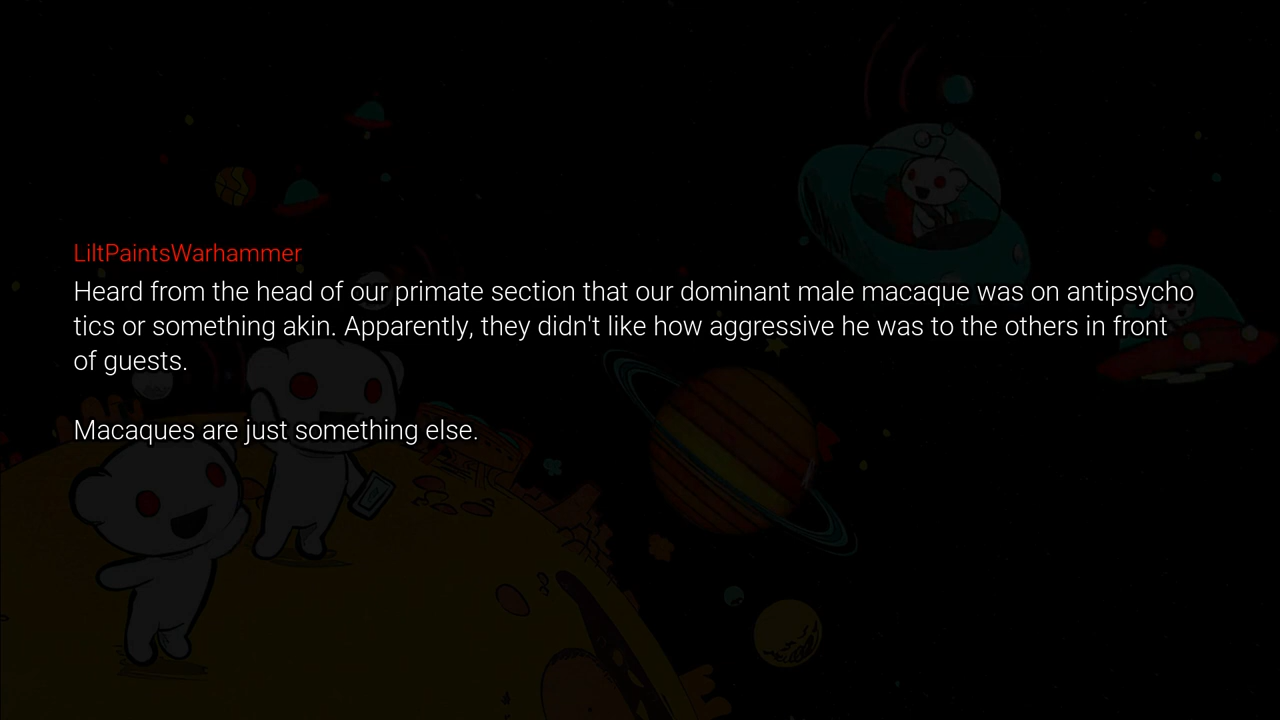 LiltPaintsWarhammer
Heard from the head of our primate section that our dominant male macaque was on antipsycho
tics or something akin. Apparently, they didn't like how aggressive he was to the others in front
of guests.
Macaques are just something else.